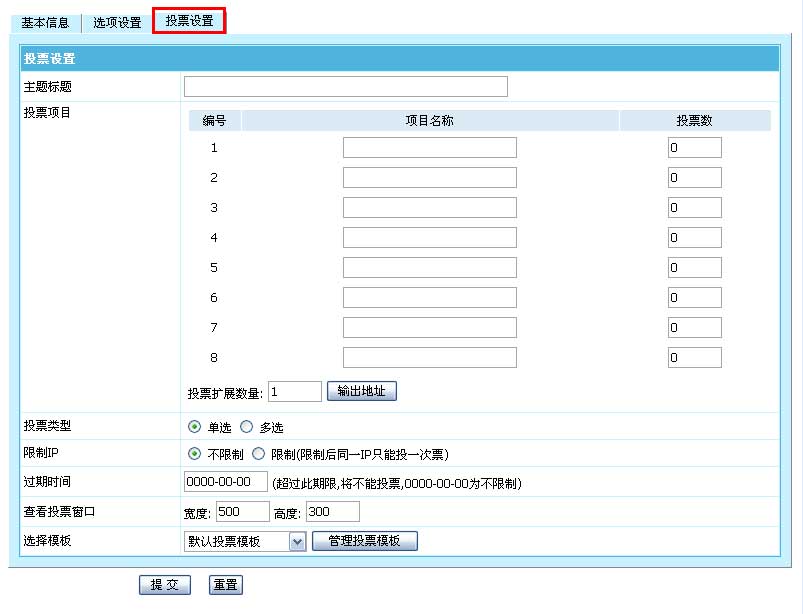 基本信息 选项设置 投票设置
投票设置
主题标题
投票项目
编号 项目名称 投票数
1 0
2 0
3 0
4 0
5 0
6 0
7 0
8 0
投票扩展数量: 1 输出地址
投票类型 单选 多选
限制IP 不限制 限制(限制后同一IP只能投一次票)
过期时间 0000-00-00 (超过此期限,将不能投票,0000-00-00为不限制)
查看投票窗口 宽度: 500 高度: 300
选择模板 默认投票模板 管理投票模板
提 交 重置